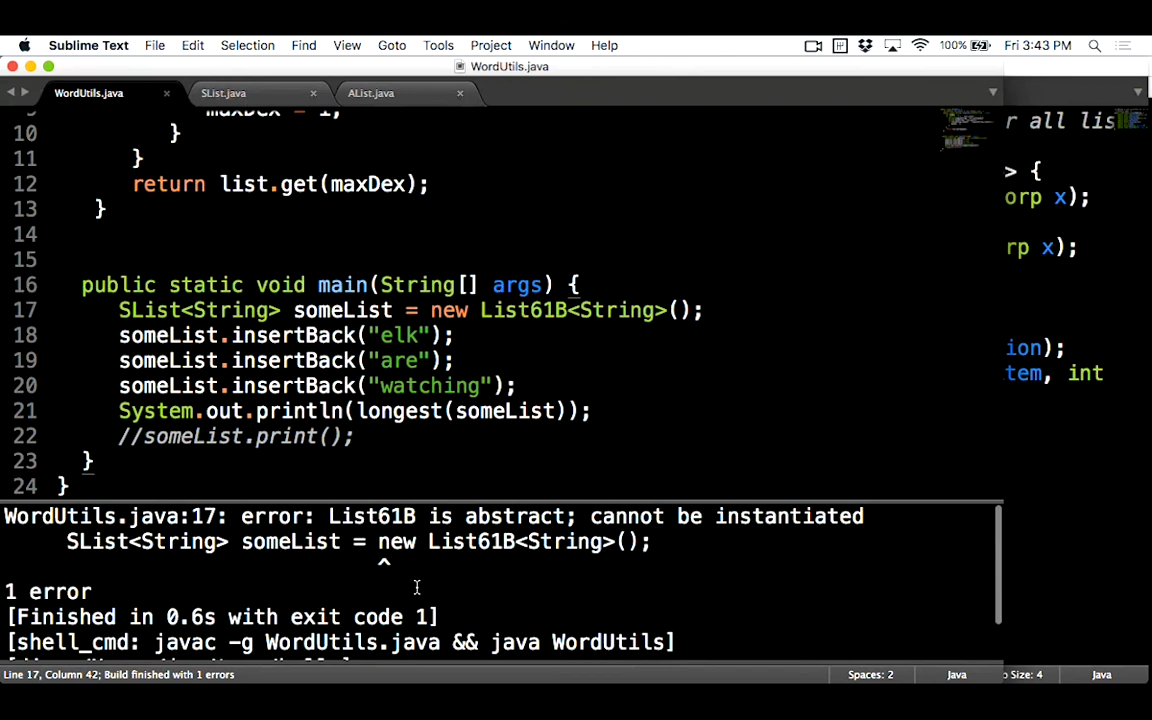 Sublime Text File Edit Selection Find View Goto Tools Project Window Help 100% Fri 3:43 PM
WordUtils.java
WordUtils.java × SList.java × AList.java ×
r all lis
10 }
11 }
> {
12 return list.get(maxDex);
orp x);
13 }
14
rp x);
15
16 public static void main(String[] args) {
17 SList<String> someList = new List61B<String>();
18 someList.insertBack("elk");
ion);
19 someList.insertBack("are");
tem, int
20 someList.insertBack("watching");
21 System.out.println(longest(someList));
22 //someList.print();
23 }
24 }
WordUtils.java:17: error: List61B is abstract; cannot be instantiated
SList<String> someList = new List61B<String>();
^
1 error
[Finished in 0.6s with exit code 1]
[shell_cmd: javac -g WordUtils.java && java WordUtils]
Line 17, Column 42; Build finished with 1 errors Spaces: 2 Java Size: 4 Java